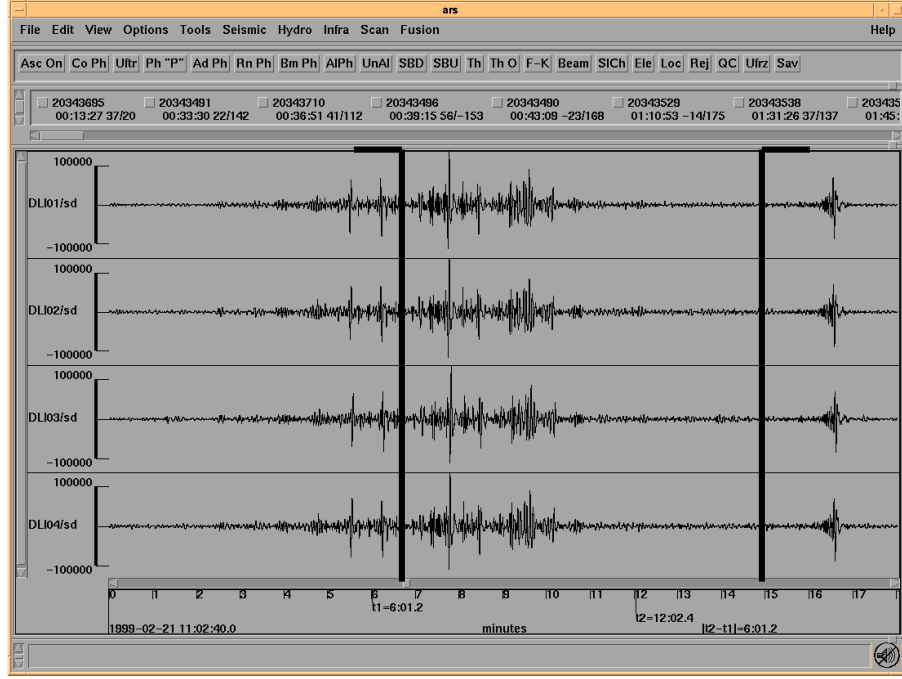 ars
File Edit View Options Tools Seismic Hydro Infra Scan Fusion Help
Asc On Co Ph Uftr Ph "P" Ad Ph Rn Ph Bm Ph AlPh UnAl SBD SBU Th Th O F-K Beam SlCh Ele Loc Rej QC Ufrz Sav
20343695 20343491 20343710 20343496 20343490 20343529 20343538 203435
00:13:27 37/20 00:33:30 22/142 00:36:51 41/112 00:39:15 56/-153 00:43:09 -23/168 01:10:53 -14/175 01:31:26 37/137 01:45:
100000
DLI01/sd
-100000
100000
DLI02/sd
-100000
100000
DLI03/sd
-100000
100000
DLI04/sd
-100000
0 1 2 3 4 5 6 7 8 9 10 11 12 13 14 15 16 17
t1=6:01.2
t2=12:02.4
1999-02-21 11:02:40.0 minutes |t2-t1|=6:01.2